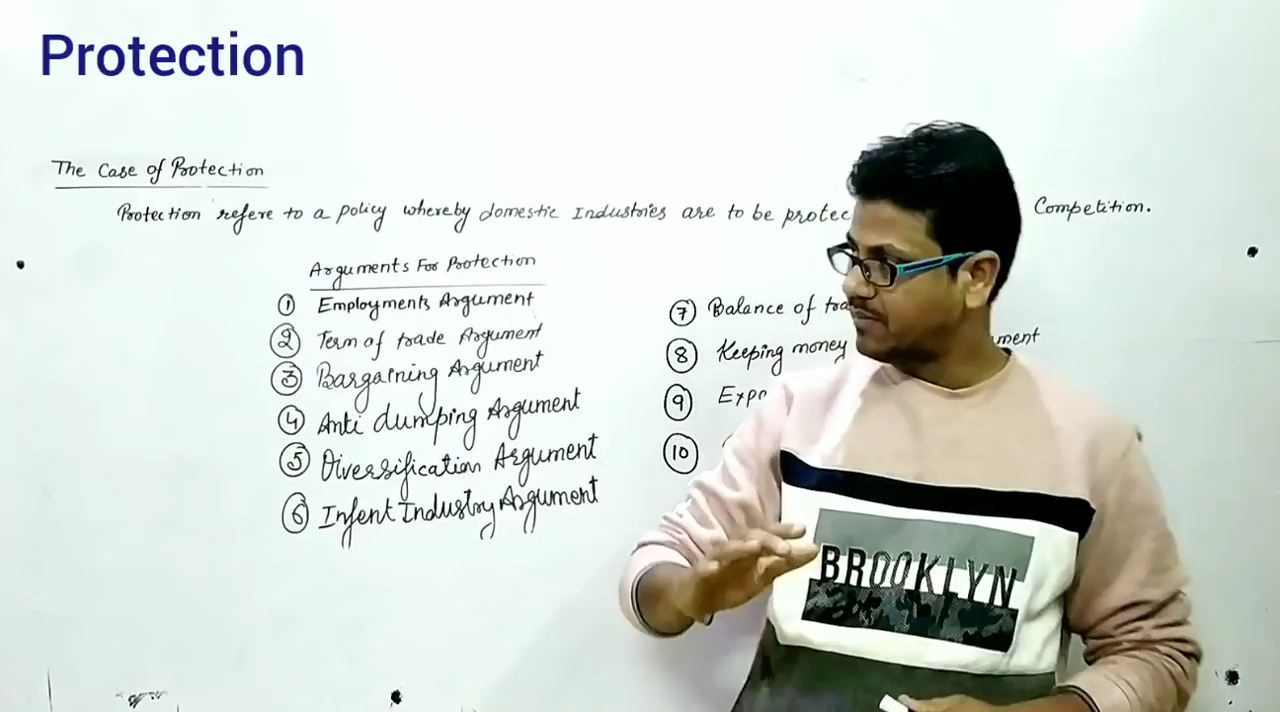 Protection
The Case of Protection
Protection refere to a policy whereby domestic Industries are to be protec Competition.
Arguments For Protection
① Employments Argument
② Term of trade Argument
③ Bargaining Argument
④ Anti dumping Argument
⑤ Diversification Argument
⑥ Infent Industry Argument
⑦ Balance of tra
⑧ Keeping money ument
⑨ Expo
⑩
BROOKLYN